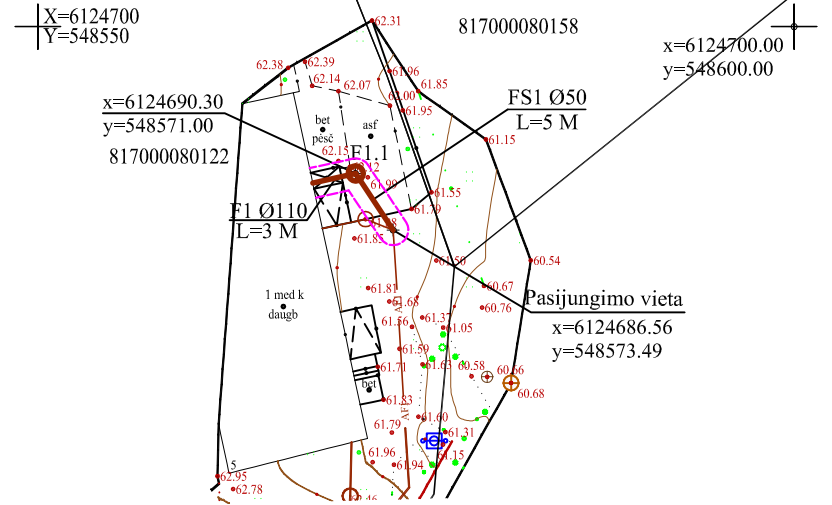 X=6124700
Y=548550
62.31
817000080158
x=6124700.00
y=548600.00
62.38
62.39
62.14
62.07
61.96
61.85
62.00
61.95
x=6124690.30
y=548571.00
817000080122
FS1 Ø50
L=5 M
bet
pėsč
asf
61.15
62.15
F1.1
61.99
61.55
61.79
F1 Ø110
L=3 M
61.85
61.50
60.54
61.81
61.68
60.67
60.76
Pasijungimo vieta
x=6124686.56
y=548573.49
1 med k
daugb
61.56
61.37
61.05
61.59
61.71
61.63
60.58
60.66
60.68
bet
61.83
61.60
61.79
61.31
61.15
61.96
61.94
5
62.95
62.78